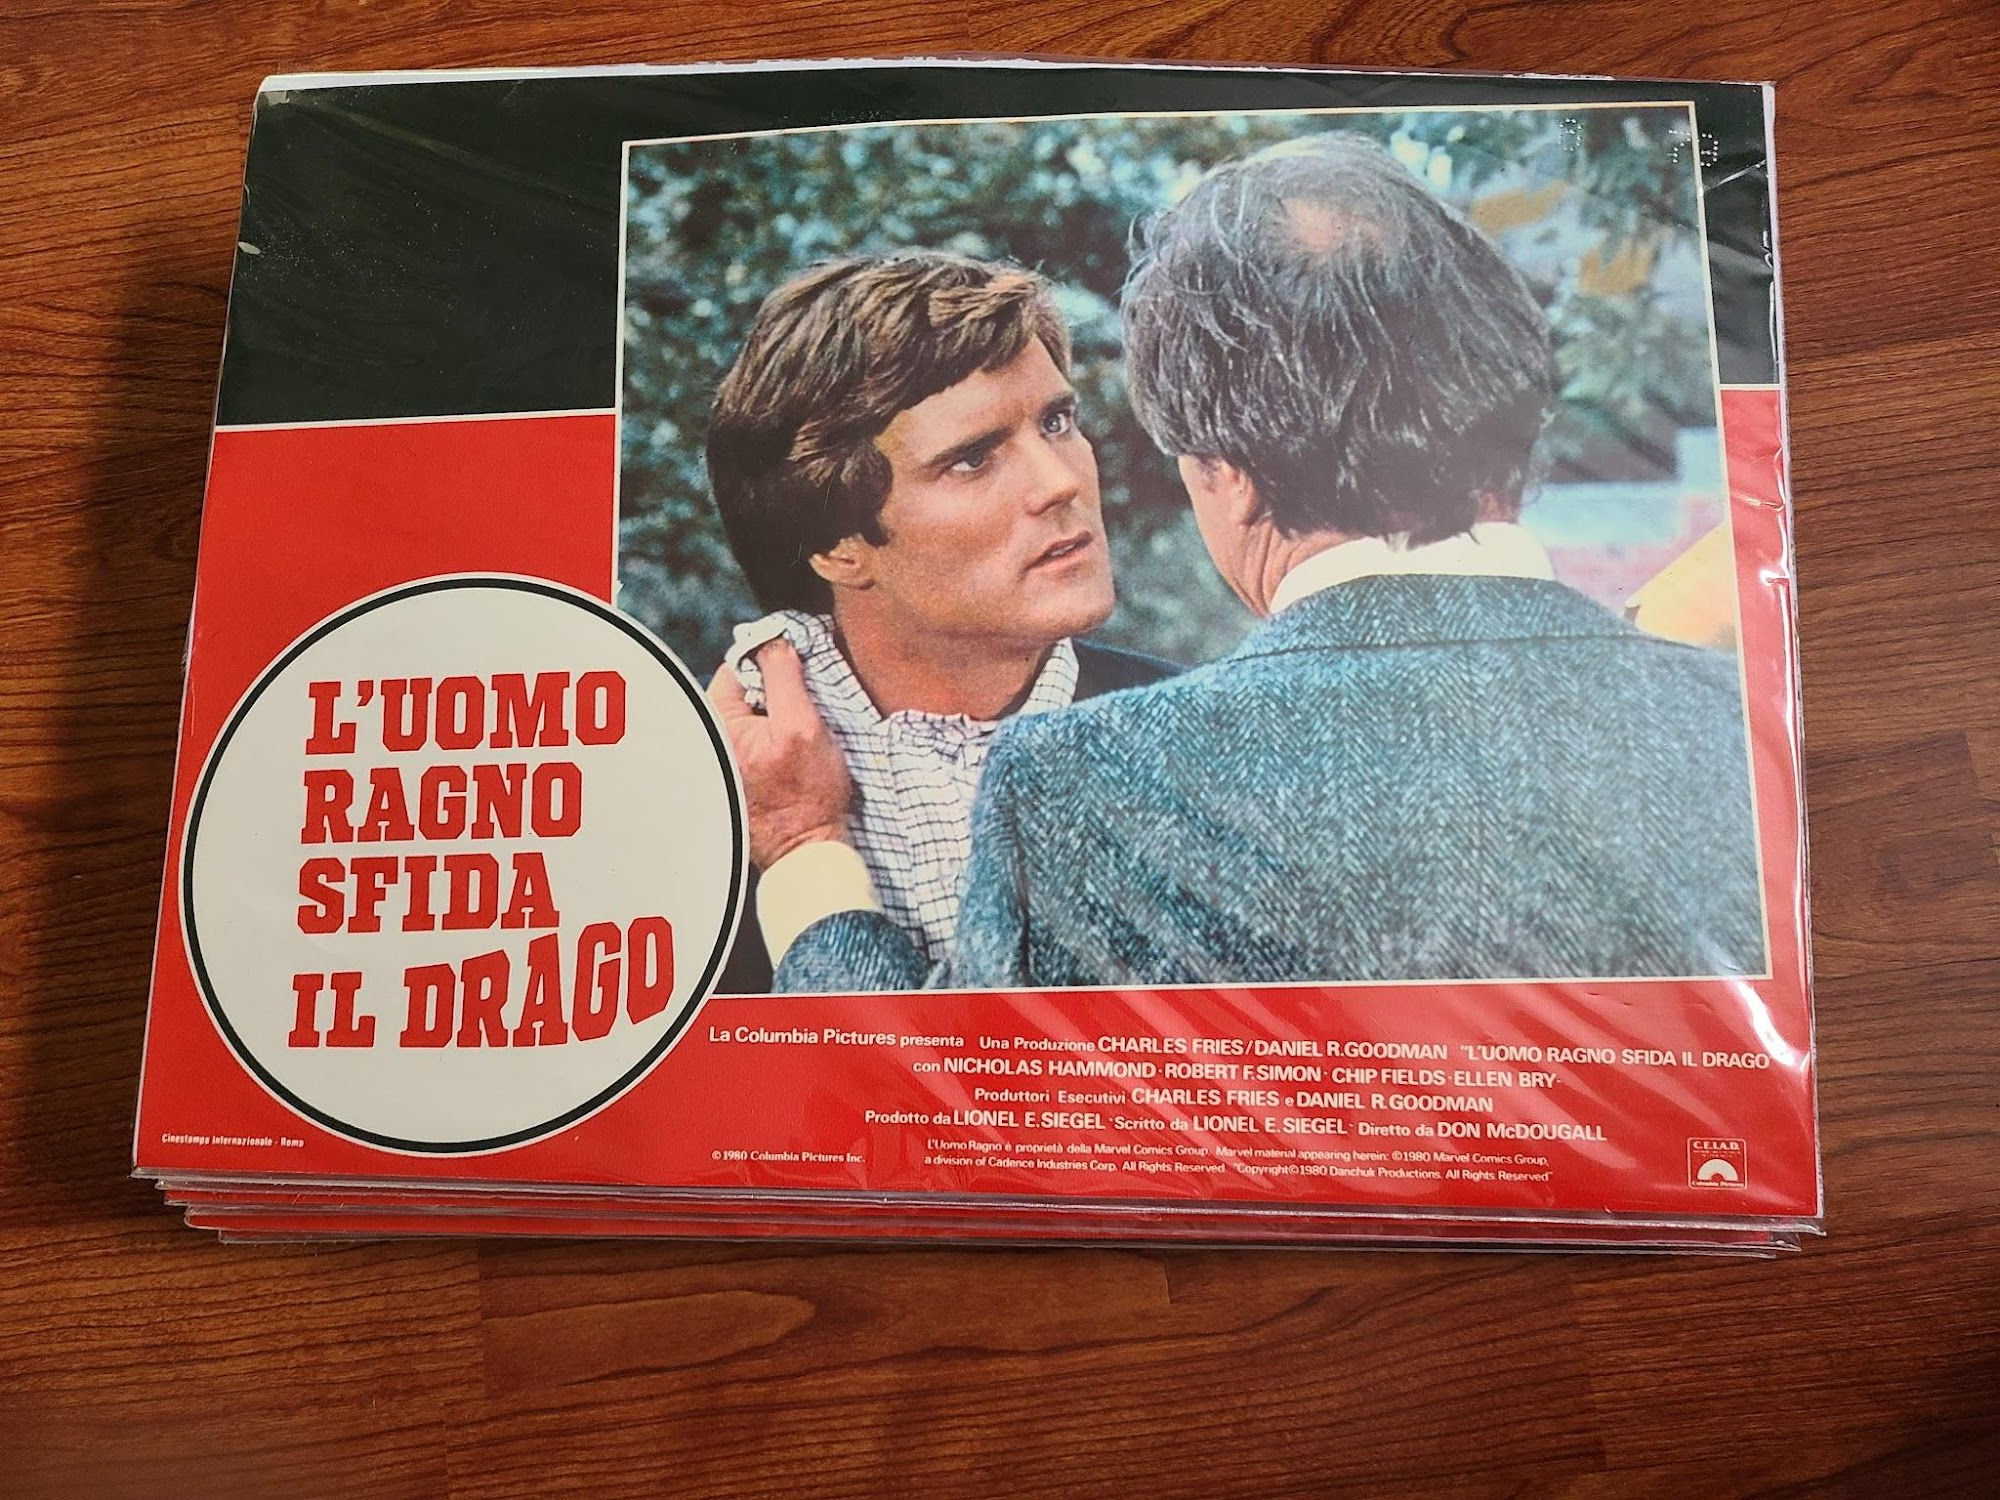 L'UOMO
RAGNO
SFIDA
IL DRAGO
La Columbia Pictures presenta Una Produzione CHARLES FRIES/DANIEL R.GOODMAN "L'UOMO RAGNO SFIDA IL DRAGO"
con NICHOLAS HAMMOND·ROBERT F.SIMON·CHIP FIELDS·ELLEN BRY·
Produttori Esecutivi CHARLES FRIES e DANIEL R.GOODMAN
Prodotto da LIONEL E.SIEGEL·Scritto da LIONEL E.SIEGEL·Diretto da DON McDOUGALL
L'Uomo Ragno è proprietà della Marvel Comics Group. Marvel material appearing herein: ©1980 Marvel Comics Group,
a division of Cadence Industries Corp. All Rights Reserved. "Copyright©1980 Danchuk Productions. All Rights Reserved"
©1980 Columbia Pictures Inc.
Cinestampa Internazionale - Roma
C.E.I.A.D.
Columbia Pictures